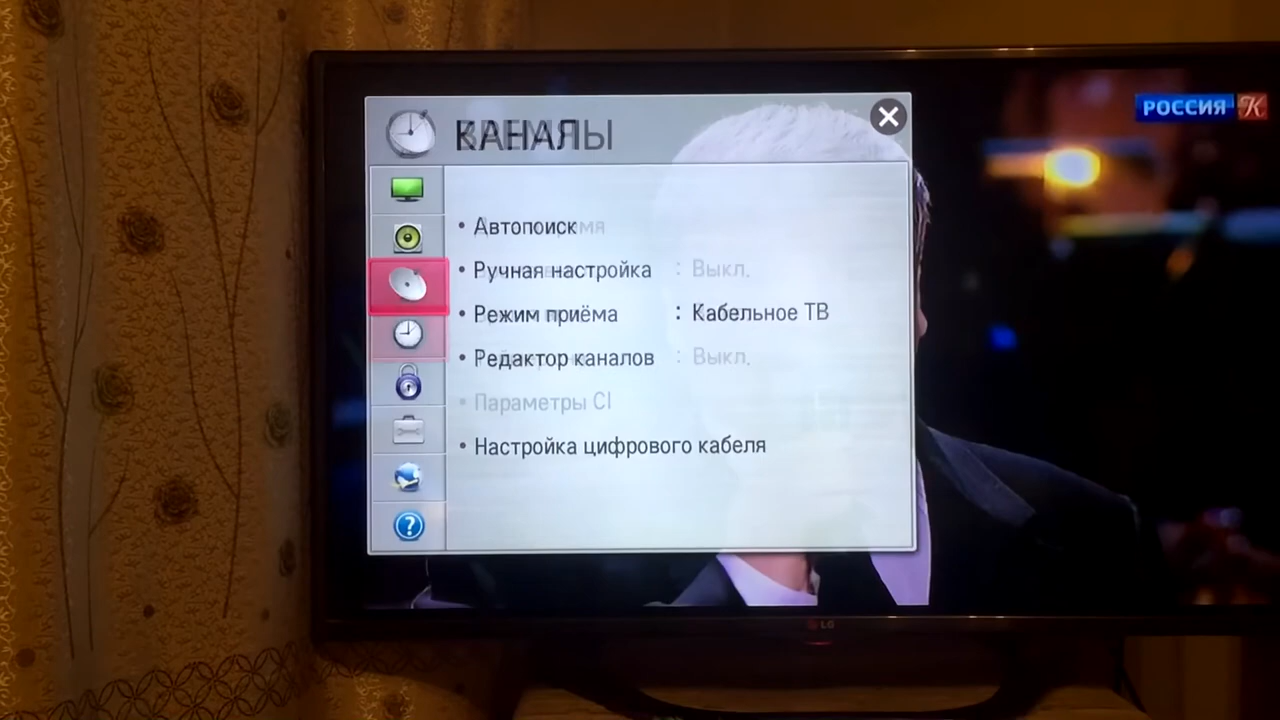 РОССИЯ К
КАНАЛЫ
Автопоиск
Ручная настройка : Выкл.
Режим приёма : Кабельное ТВ
Редактор каналов : Выкл.
Параметры CI
Настройка цифрового кабеля
LG